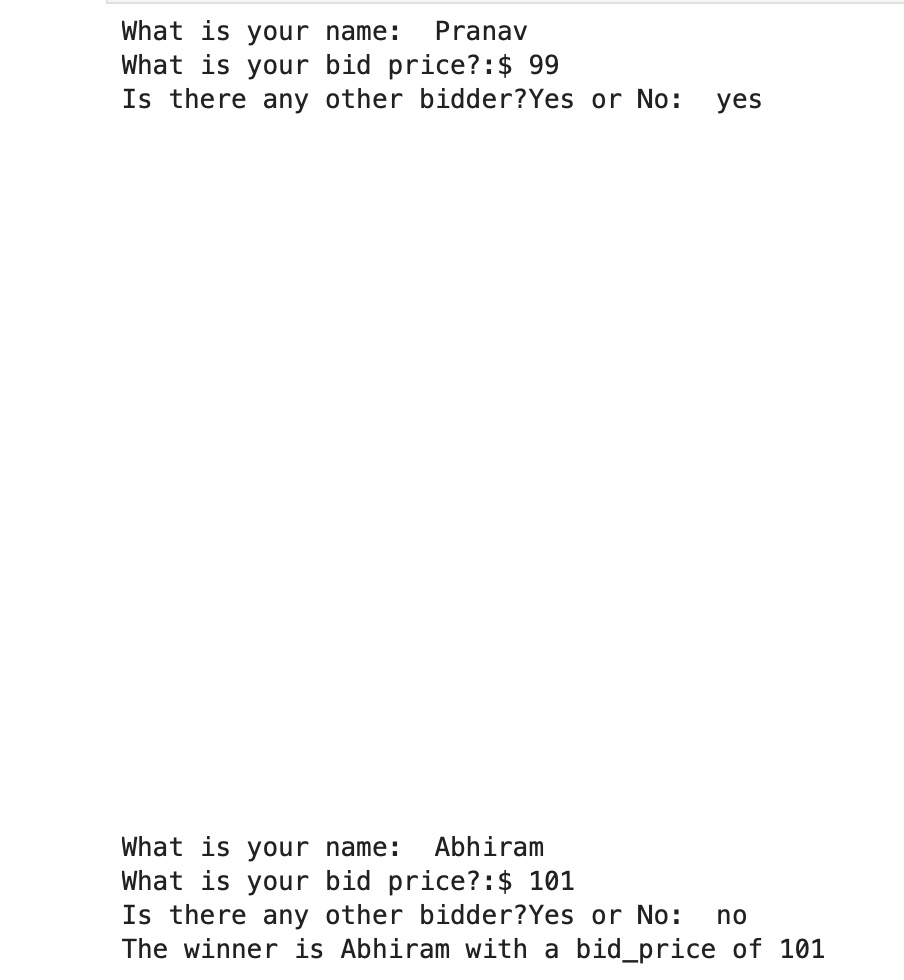 What is your name:  Pranav
What is your bid price?:$ 99
Is there any other bidder?Yes or No:  yes
What is your name:  Abhiram
What is your bid price?:$ 101
Is there any other bidder?Yes or No:  no
The winner is Abhiram with a bid_price of 101